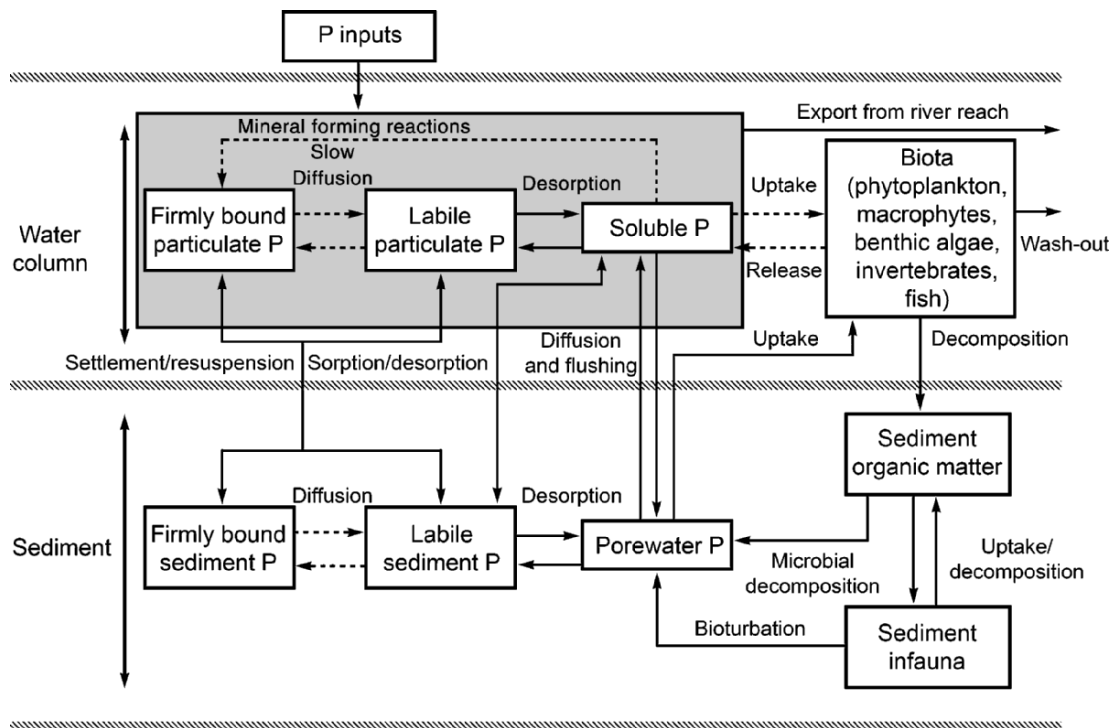 P inputs
Export from river reach
Mineral forming reactions
Slow
Diffusion
Desorption
Uptake
Biota
(phytoplankton,
macrophytes,
benthic algae,
invertebrates,
fish)
Firmly bound
particulate P
Labile
particulate P
Soluble P
Water
column
Release
Wash-out
Settlement/resuspension
Sorption/desorption
Diffusion
and flushing
Uptake
Decomposition
Sediment
organic matter
Diffusion
Desorption
Sediment
Firmly bound
sediment P
Labile
sediment P
Porewater P
Microbial
decomposition
Uptake/
decomposition
Bioturbation
Sediment
infauna